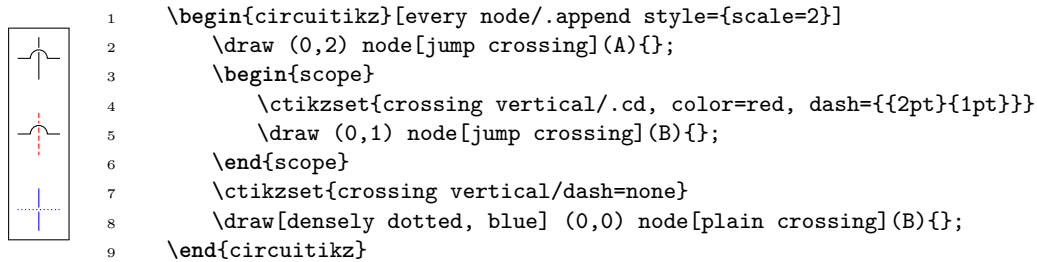 1 \begin{circuitikz}[every node/.append style={scale=2}]
2 \draw (0,2) node[jump crossing](A){};
3 \begin{scope}
4 \ctikzset{crossing vertical/.cd, color=red, dash={{2pt}{1pt}}}
5 \draw (0,1) node[jump crossing](B){};
6 \end{scope}
7 \ctikzset{crossing vertical/dash=none}
8 \draw[densely dotted, blue] (0,0) node[plain crossing](B){};
9 \end{circuitikz}